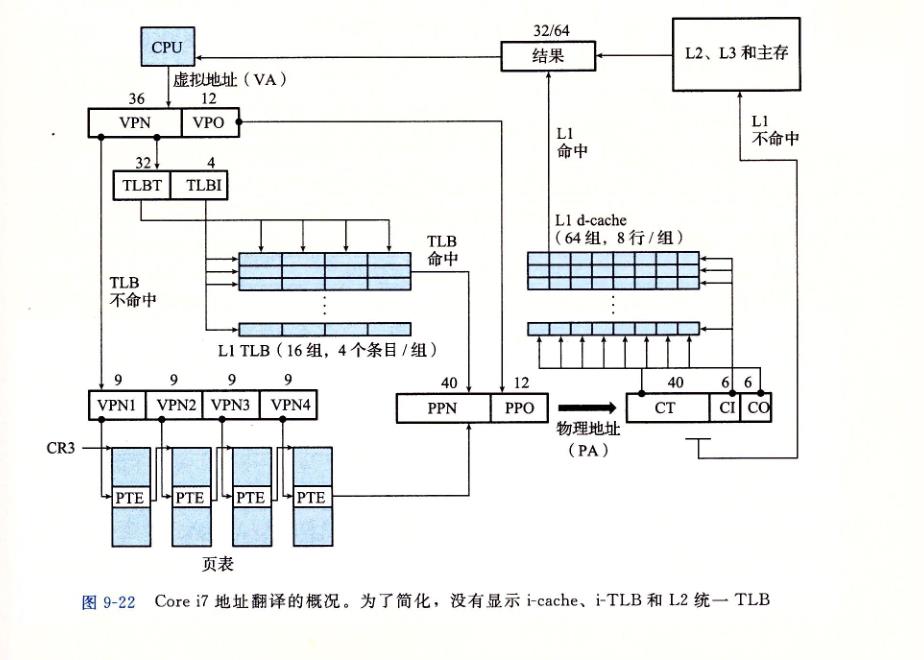 CPU
32/64
结果
L2、L3 和主存
虚拟地址（VA）
36 12
VPN VPO
L1
命中
L1
不命中
32 4
TLBT TLBI
TLB
命中
L1 d-cache
（64 组，8 行 / 组）
TLB
不命中
L1 TLB（16 组，4 个条目 / 组）
9 9 9 9
VPN1 VPN2 VPN3 VPN4
40 12
PPN PPO
40 6 6
CT CI CO
物理地址
（PA）
CR3
PTE PTE PTE PTE
页表
图 9-22 Core i7 地址翻译的概况。为了简化，没有显示 i-cache、i-TLB 和 L2 统一 TLB